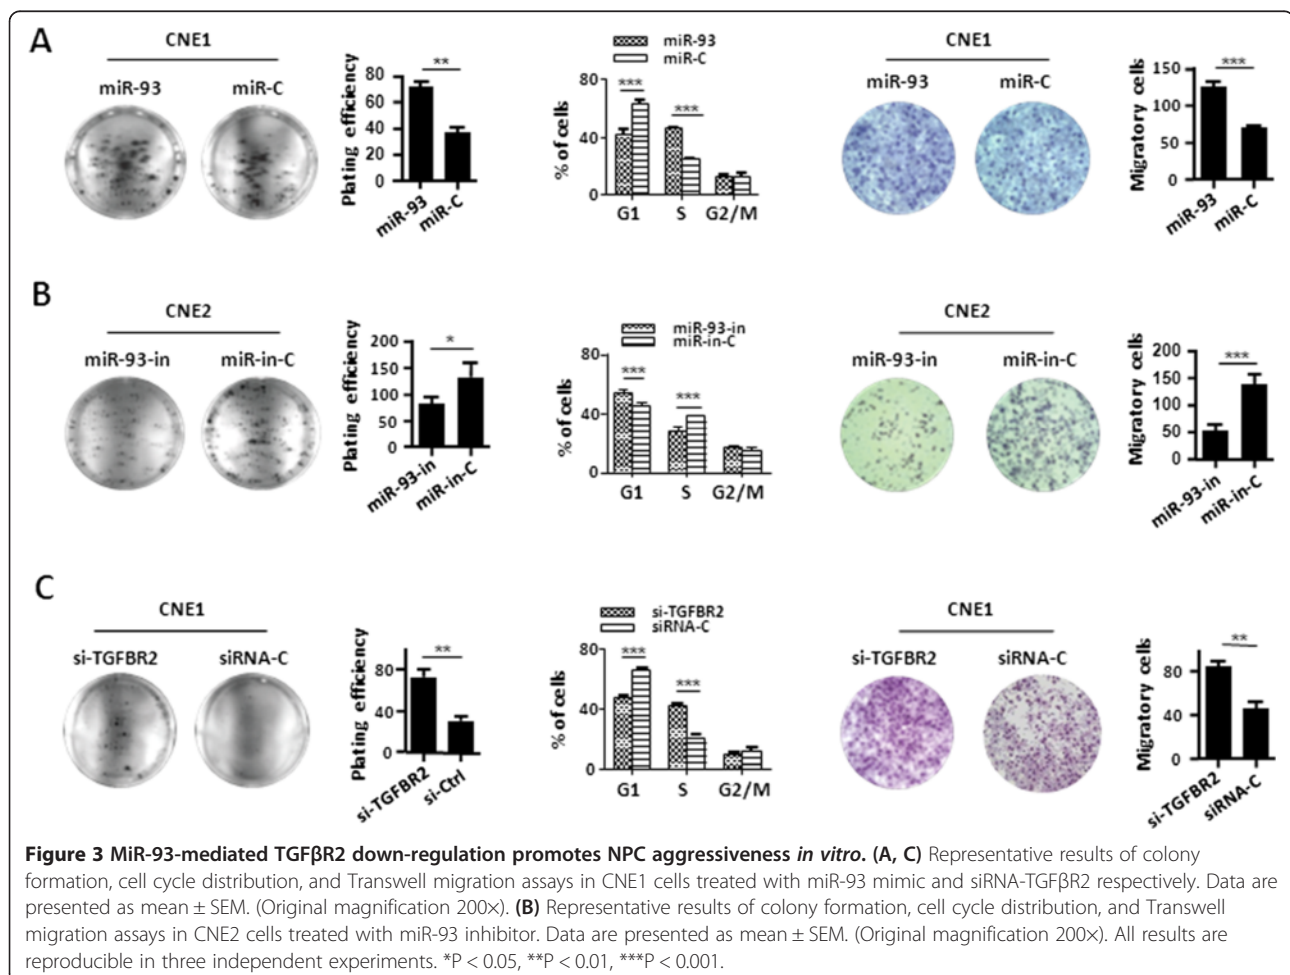 A
CNE1
miR-93 miR-C
Plating efficiency
80
60
40
20
0
**
miR-93 miR-C
miR-93
miR-C
% of cells
80
40
0
*** ***
G1 S G2/M
CNE1
miR-93 miR-C
Migratory cells
150
100
50
0
***
miR-93 miR-C
B
CNE2
miR-93-in miR-in-C
Plating efficiency
200
150
100
50
0
*
miR-93-in miR-in-C
miR-93-in
miR-in-C
% of cells
80
40
0
*** ***
G1 S G2/M
CNE2
miR-93-in miR-in-C
Migratory cells
200
150
100
50
0
***
miR-93-in miR-in-C
C
CNE1
si-TGFBR2 siRNA-C
Plating efficiency
80
40
0
**
si-TGFBR2 si-Ctrl
si-TGFBR2
siRNA-C
% of cells
80
40
0
*** ***
G1 S G2/M
CNE1
si-TGFBR2 siRNA-C
Migratory cells
80
40
0
**
si-TGFBR2 siRNA-C
Figure 3 MiR-93-mediated TGFβR2 down-regulation promotes NPC aggressiveness in vitro. (A, C) Representative results of colony
formation, cell cycle distribution, and Transwell migration assays in CNE1 cells treated with miR-93 mimic and siRNA-TGFβR2 respectively. Data are
presented as mean ± SEM. (Original magnification 200×). (B) Representative results of colony formation, cell cycle distribution, and Transwell
migration assays in CNE2 cells treated with miR-93 inhibitor. Data are presented as mean ± SEM. (Original magnification 200×). All results are
reproducible in three independent experiments. *P < 0.05, **P < 0.01, ***P < 0.001.